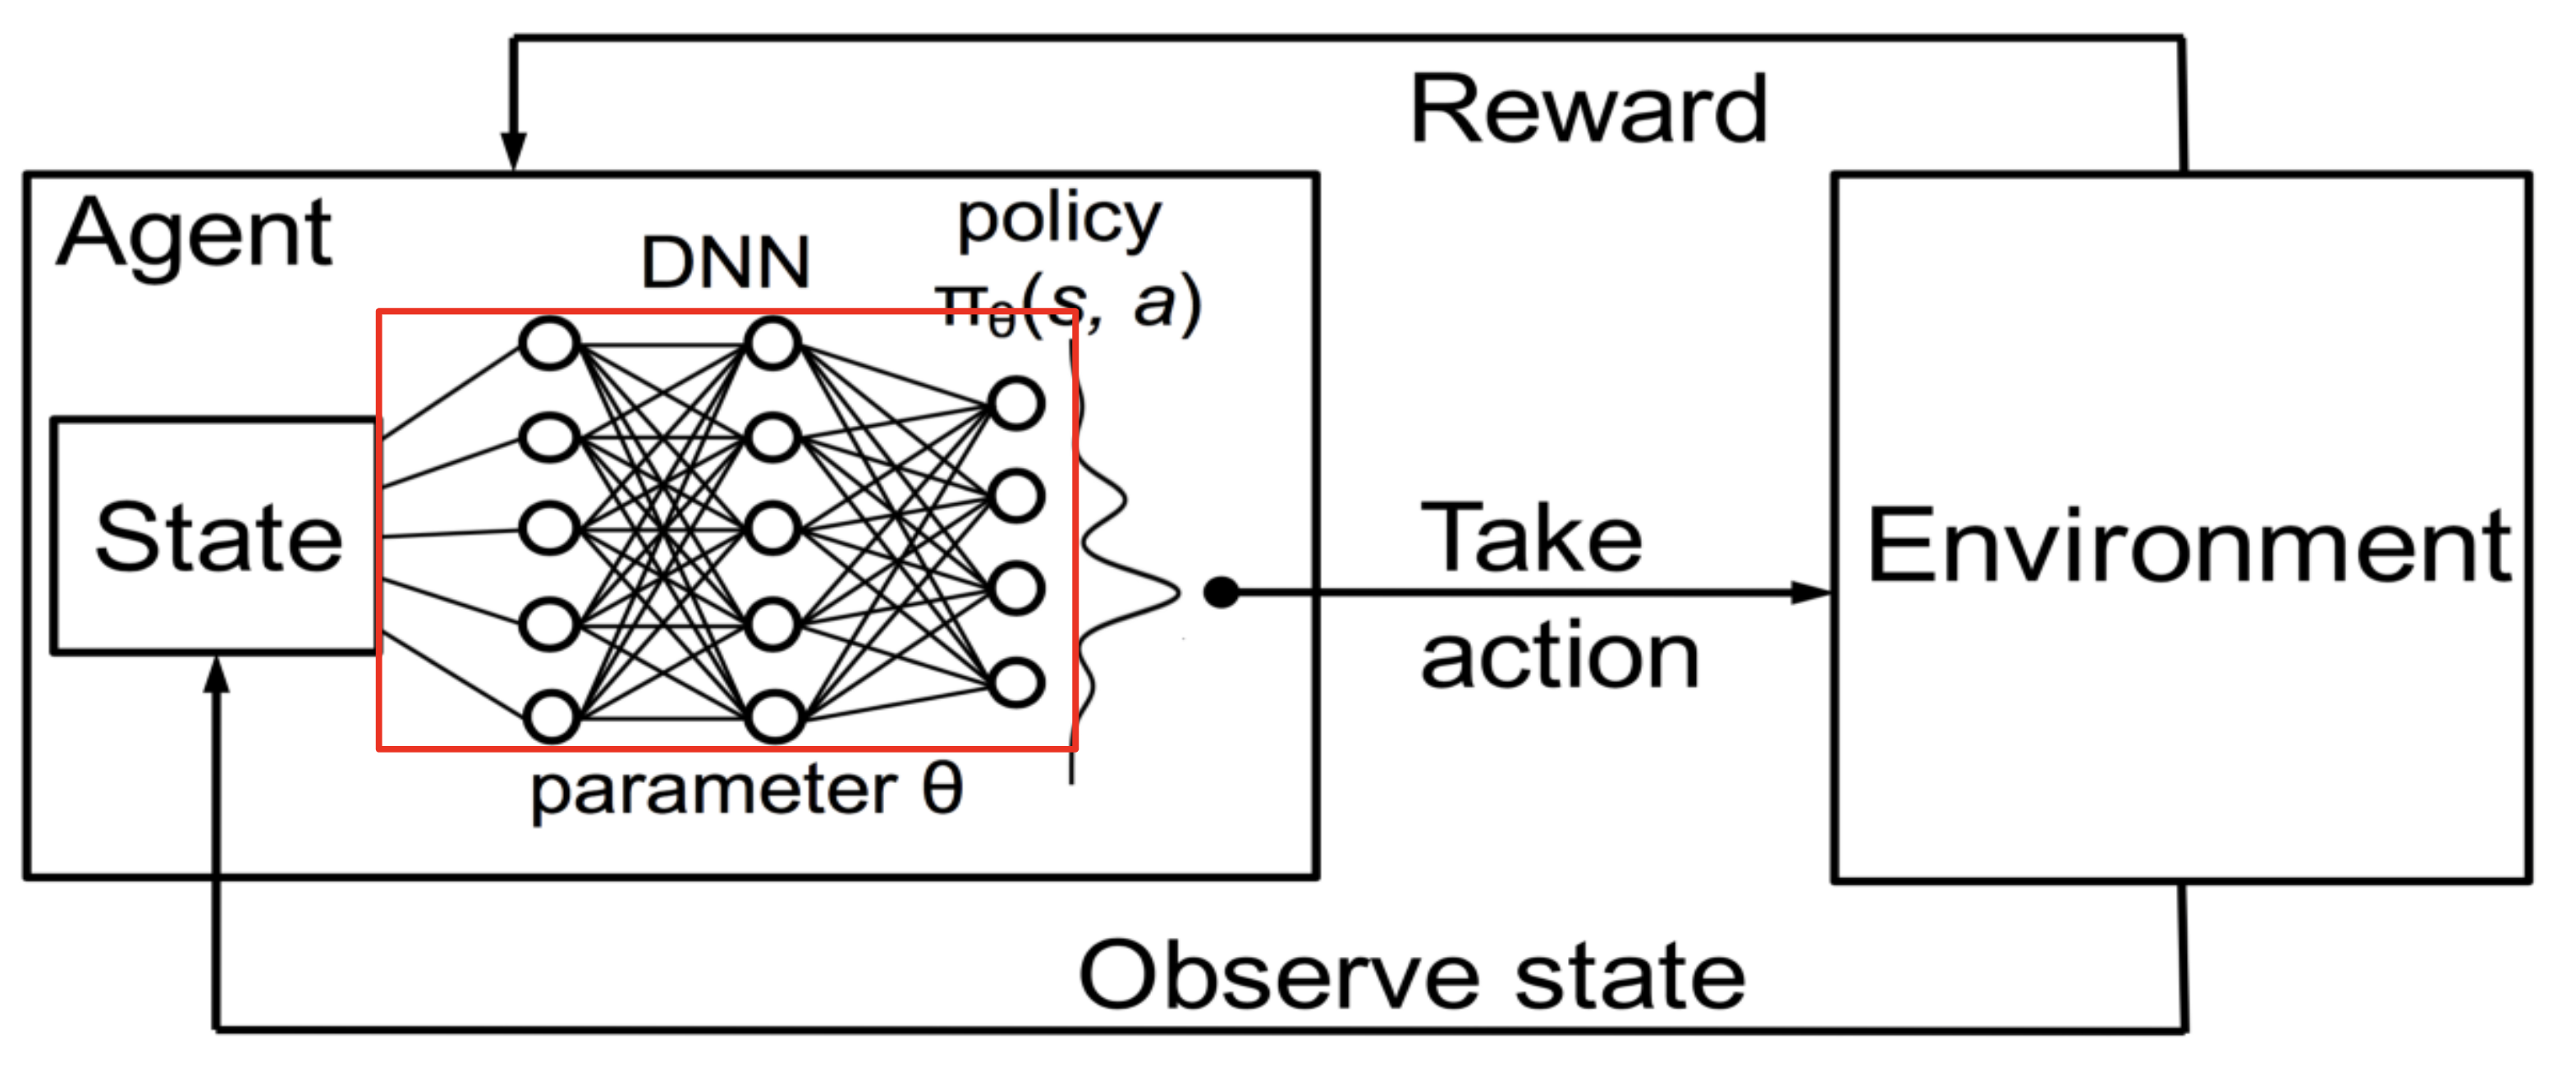 Reward
Agent
policy
DNN
πθ(s, a)
State
Take
action
Environment
parameter θ
Observe state